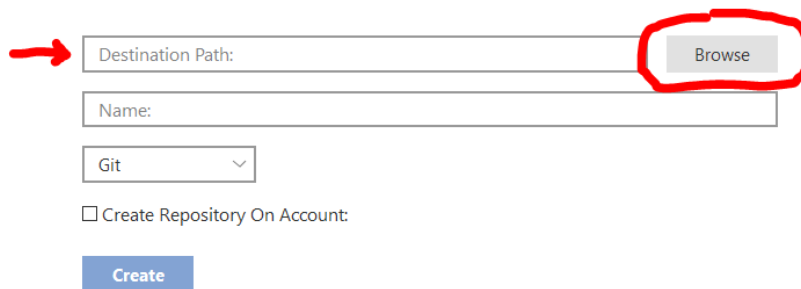 Destination Path: Browse
Name:
Git
Create Repository On Account:
Create